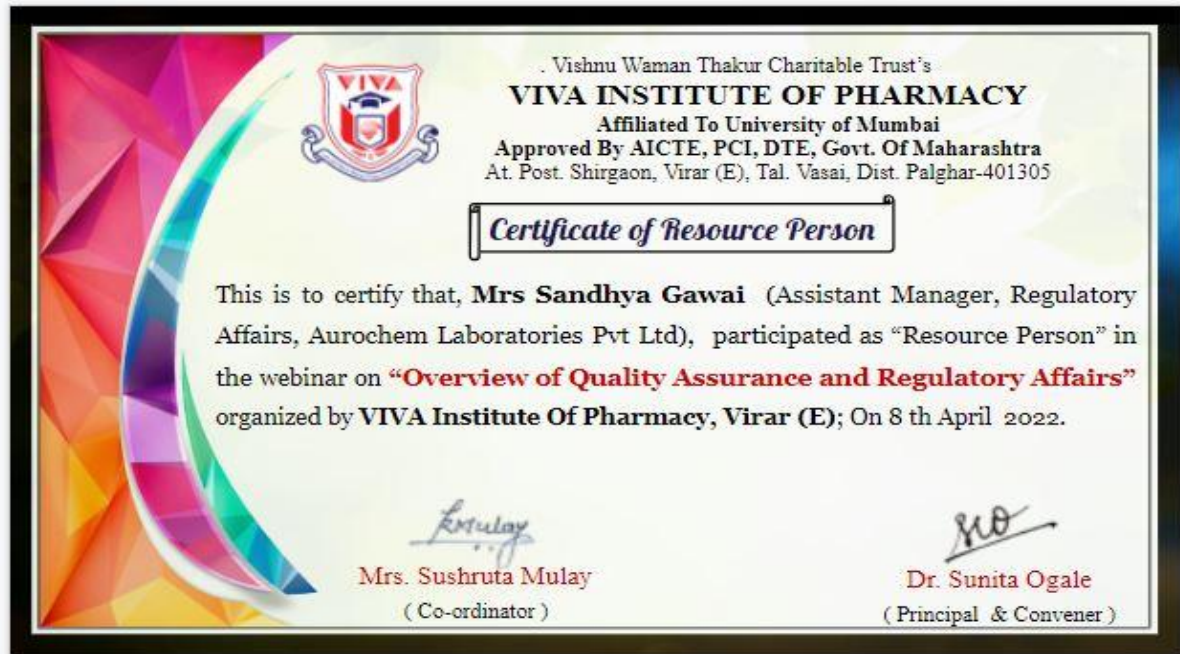 VIVA
. Vishnu Waman Thakur Charitable Trust's
VIVA INSTITUTE OF PHARMACY
Affiliated To University of Mumbai
Approved By AICTE, PCI, DTE, Govt. Of Maharashtra
At. Post. Shirgaon, Virar (E), Tal. Vasai, Dist. Palghar-401305
Certificate of Resource Person
This is to certify that, Mrs Sandhya Gawai (Assistant Manager, Regulatory
Affairs, Aurochem Laboratories Pvt Ltd), participated as “Resource Person” in
the webinar on “Overview of Quality Assurance and Regulatory Affairs”
organized by VIVA Institute Of Pharmacy, Virar (E); On 8 th April 2022.
Mrs. Sushruta Mulay
( Co-ordinator )
Dr. Sunita Ogale
( Principal & Convener )